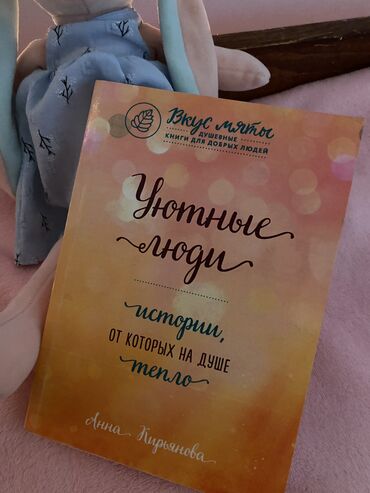 Вкус мяты
душевные
книги для добрых людей
Уютные
люди
истории,
от которых на душе
тепло
Анна Кирьянова